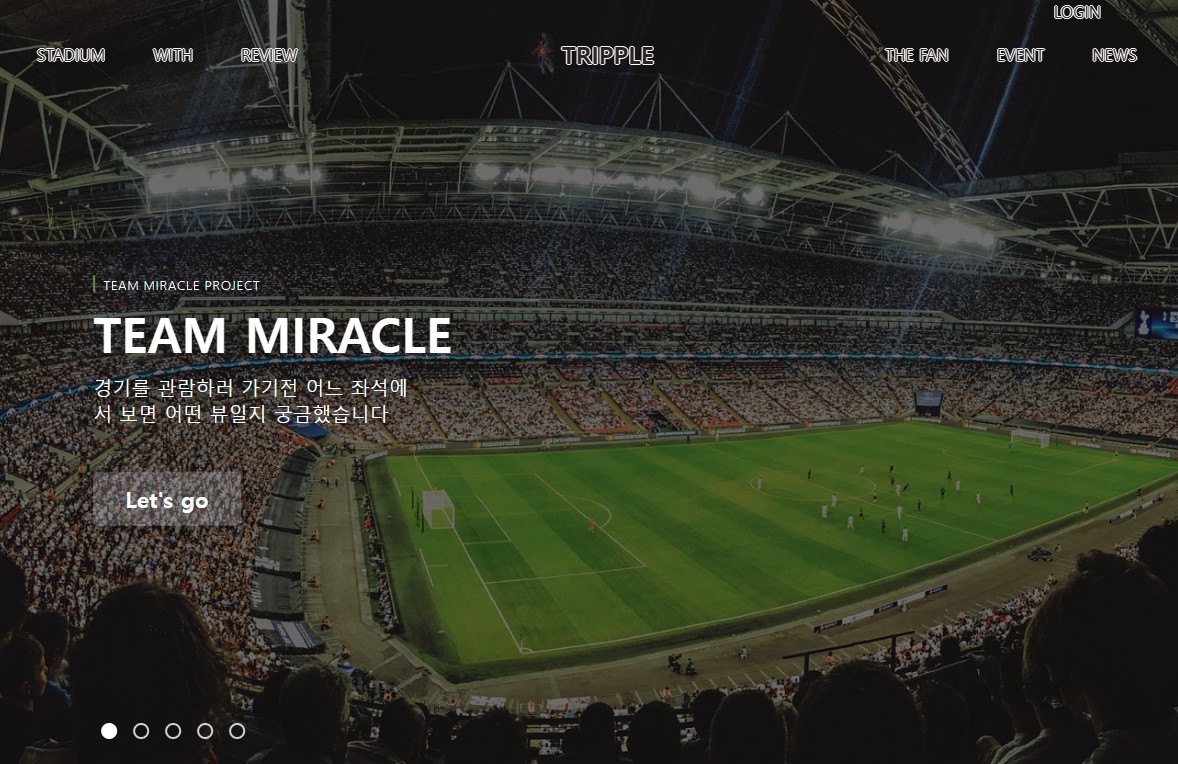 LOGIN
STADIUM WITH REVIEW TRIPPLE THE FAN EVENT NEWS
TEAM MIRACLE PROJECT
TEAM MIRACLE
경기를 관람하러 가기전 어느 좌석에
서 보면 어떤 뷰일지 궁금했습니다
Let's go